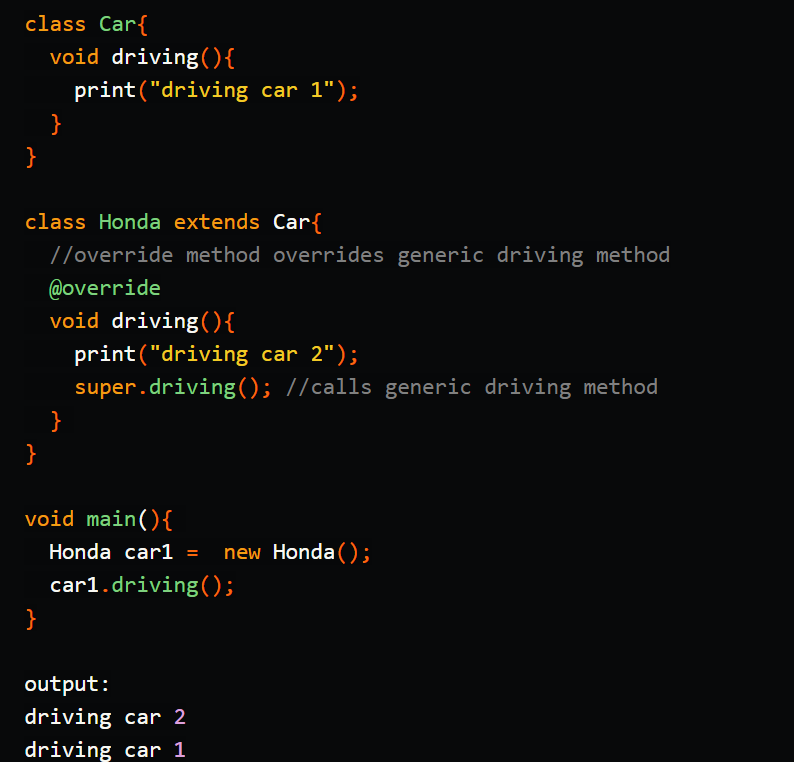 class Car{
  void driving(){
    print("driving car 1");
  }
}

class Honda extends Car{
  //override method overrides generic driving method
  @override
  void driving(){
    print("driving car 2");
    super.driving(); //calls generic driving method
  }
}

void main(){
  Honda car1 =  new Honda();
  car1.driving();
}

output:
driving car 2
driving car 1